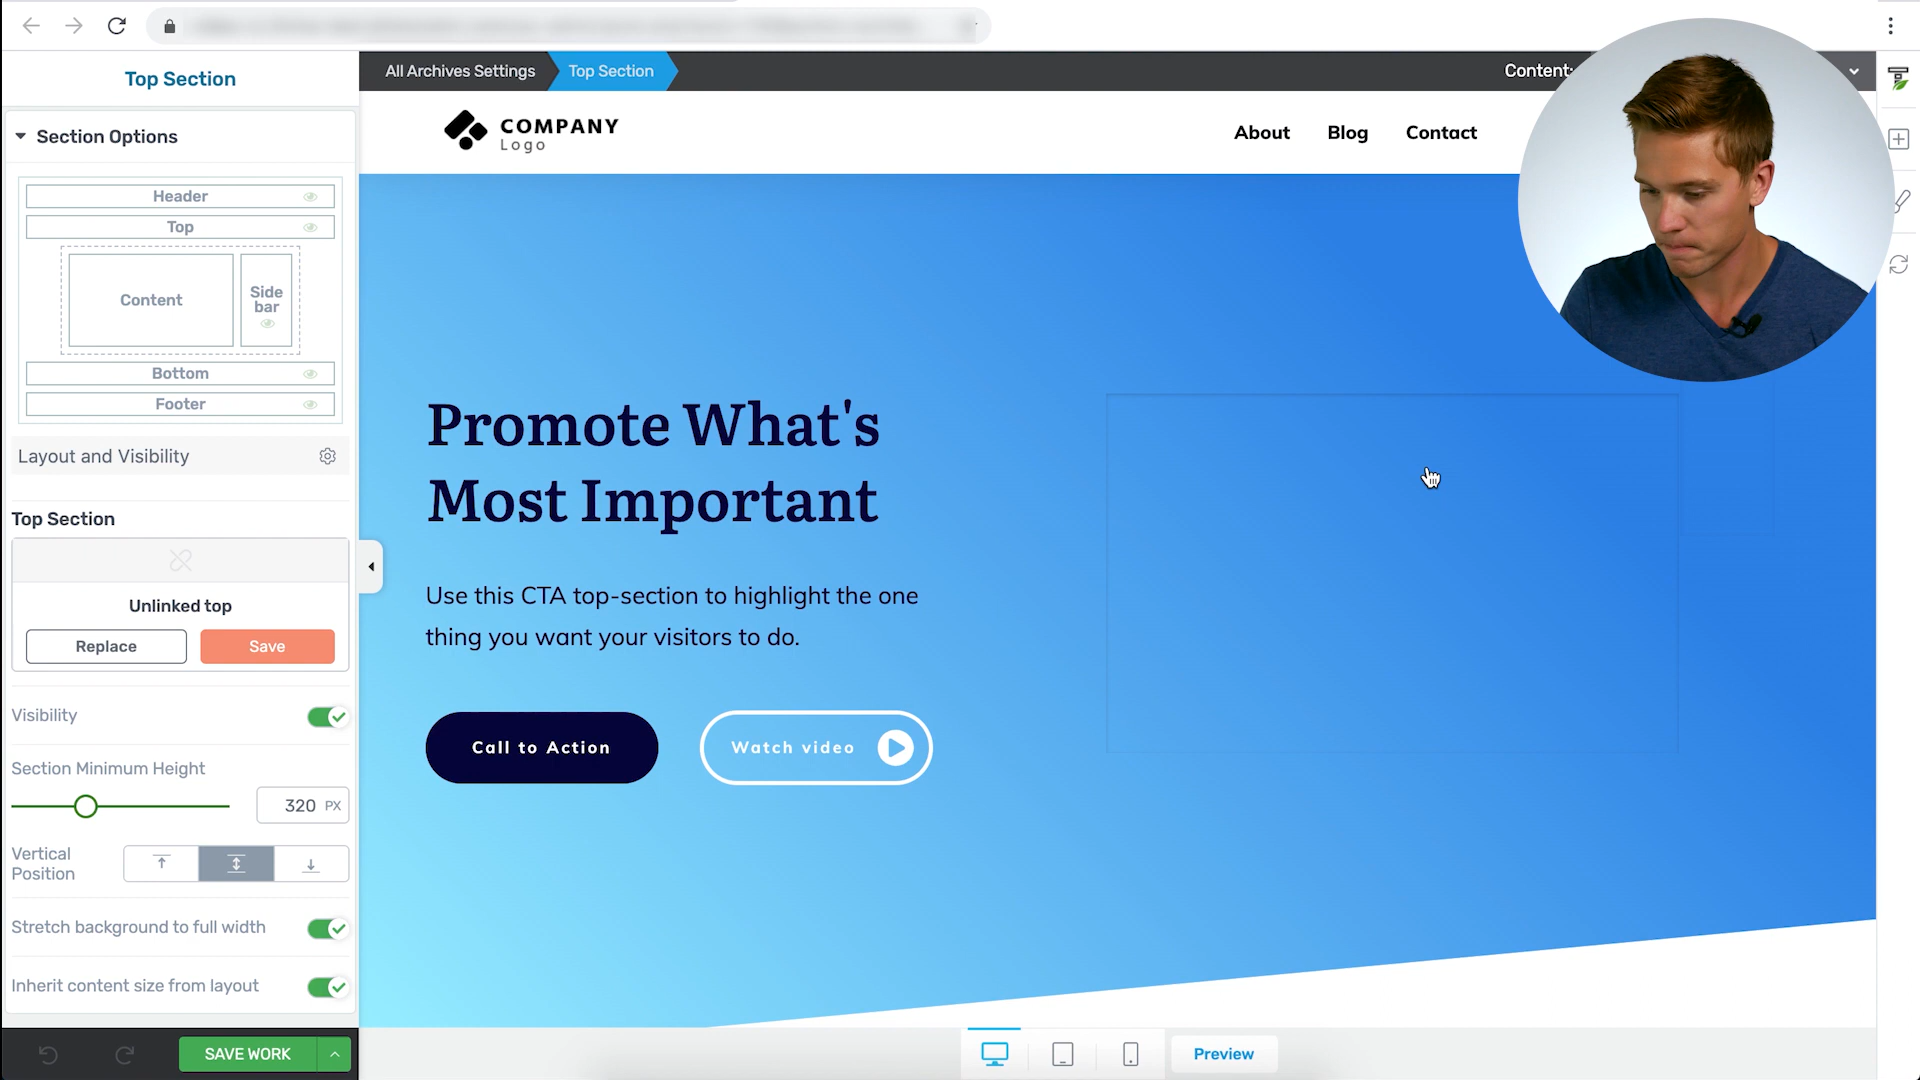 Top Section
All Archives Settings
Top Section
Content:
Section Options
COMPANY
Logo
About
Blog
Contact
Header
Top
Content
Side
bar
Bottom
Footer
Layout and Visibility
Top Section
Unlinked top
Replace
Save
Visibility
Section Minimum Height
320 PX
Vertical
Position
Stretch background to full width
Inherit content size from layout
SAVE WORK
Promote What's
Most Important
Use this CTA top-section to highlight the one
thing you want your visitors to do.
Call to Action
Watch video
Preview